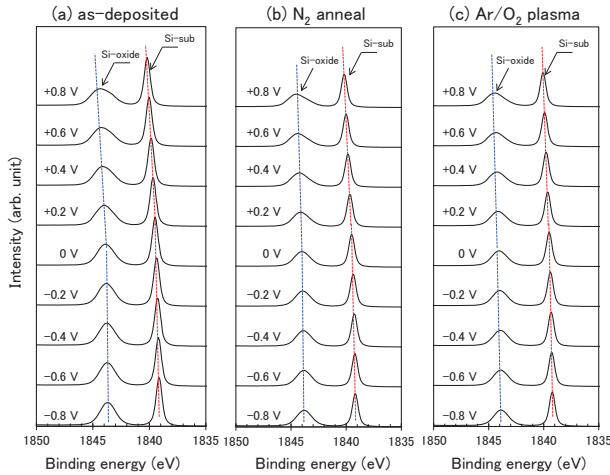 (a) as-deposited
(b) N₂ anneal
(c) Ar/O₂ plasma
Intensity (arb. unit)
Si-oxide
Si-sub
+0.8 V
+0.6 V
+0.4 V
+0.2 V
0 V
−0.2 V
−0.4 V
−0.6 V
−0.8 V
1850 1845 1840 1835
Binding energy (eV)
Si-oxide
Si-sub
+0.8 V
+0.6 V
+0.4 V
+0.2 V
0 V
−0.2 V
−0.4 V
−0.6 V
−0.8 V
1850 1845 1840 1835
Binding energy (eV)
Si-oxide
Si-sub
+0.8 V
+0.6 V
+0.4 V
+0.2 V
0 V
−0.2 V
−0.4 V
−0.6 V
−0.8 V
1850 1845 1840 1835
Binding energy (eV)